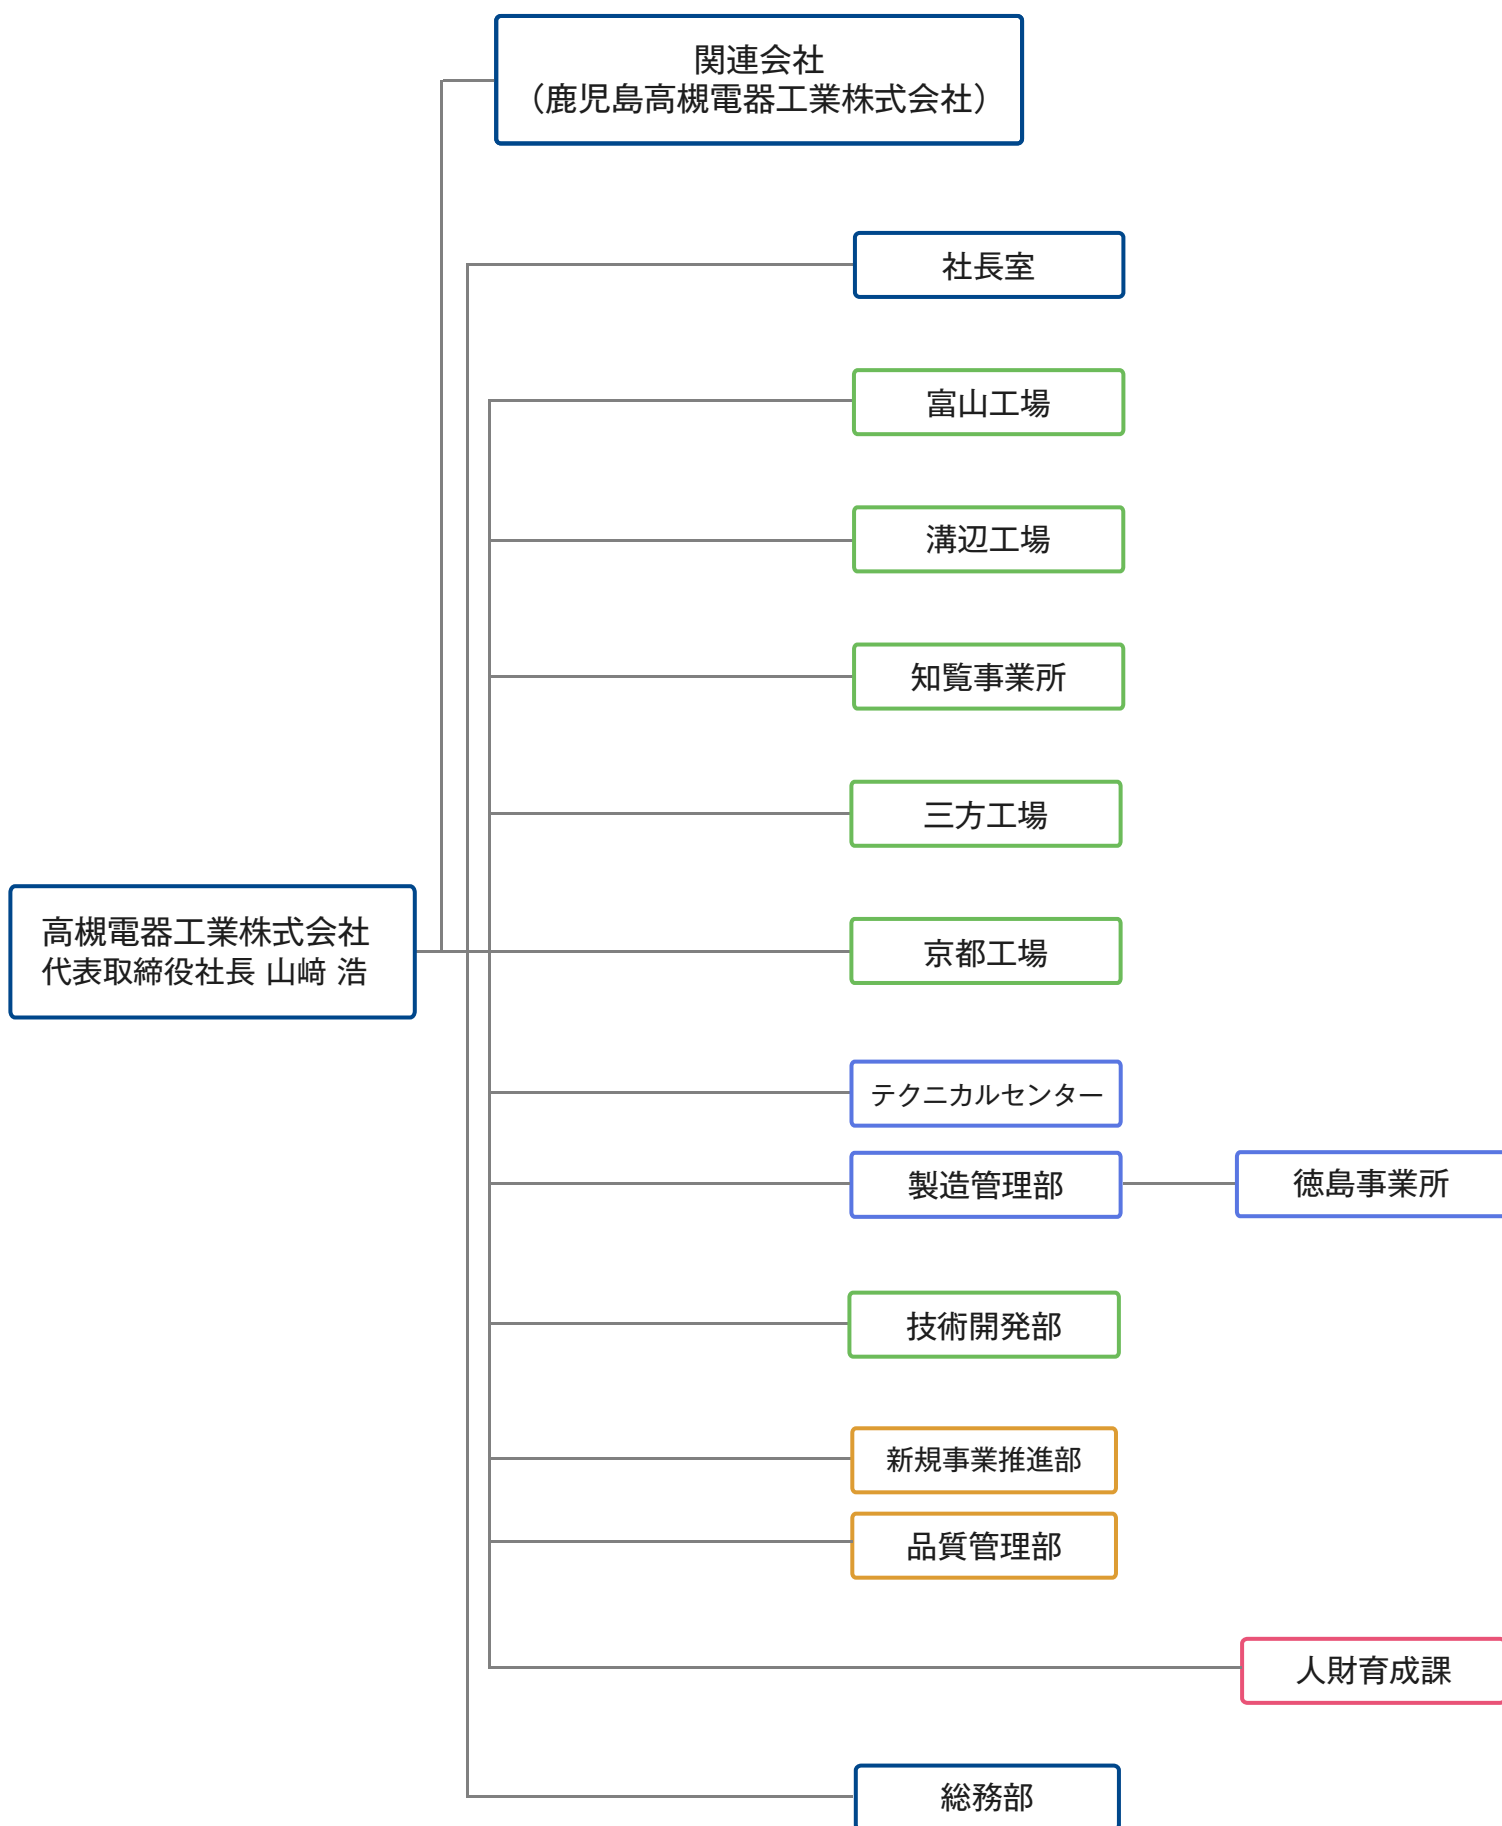 関連会社
（鹿児島高槻電器工業株式会社）
社長室
富山工場
溝辺工場
知覧事業所
三方工場
高槻電器工業株式会社
代表取締役社長 山﨑 浩
京都工場
テクニカルセンター
製造管理部
徳島事業所
技術開発部
新規事業推進部
品質管理部
人財育成課
総務部